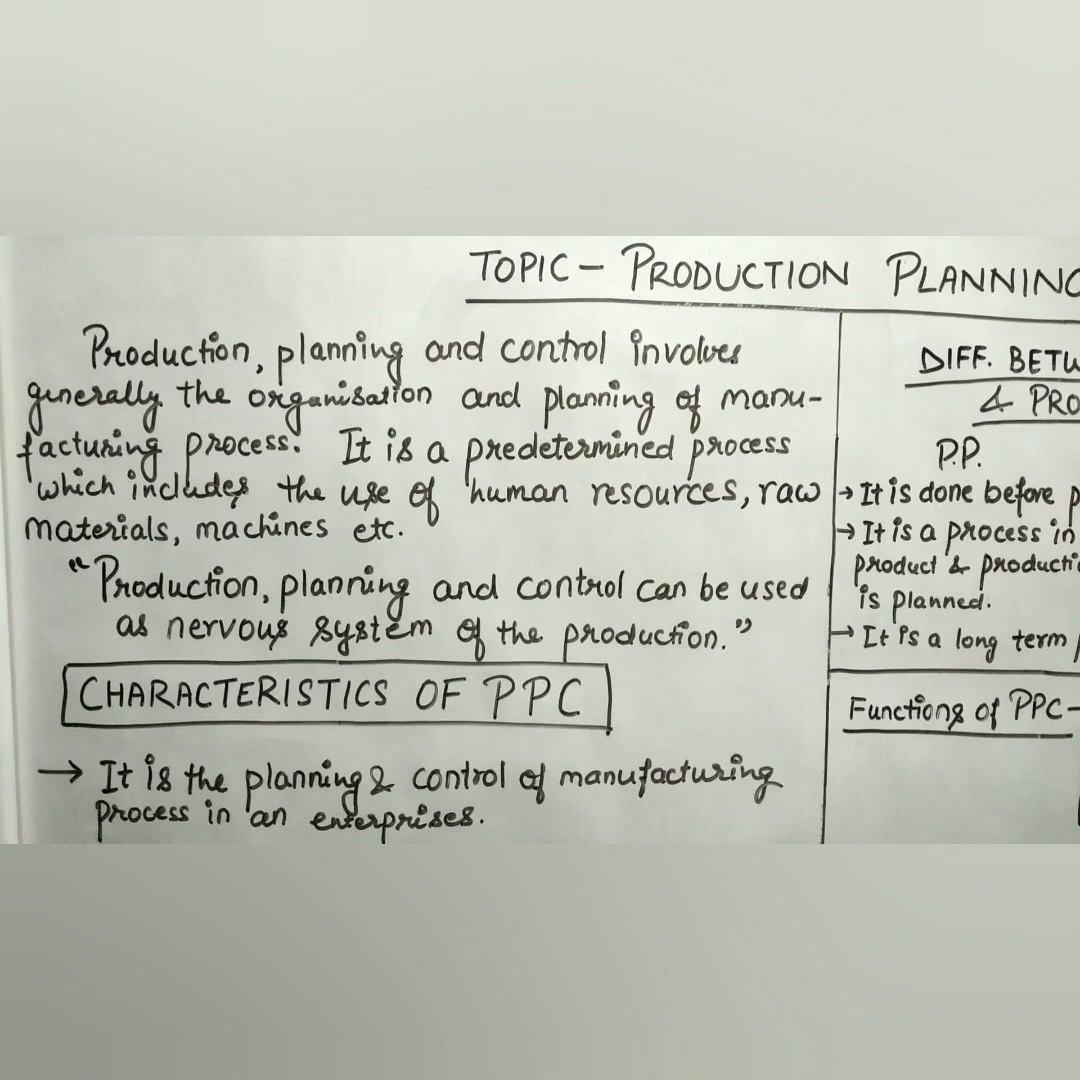 TOPIC - PRODUCTION PLANNING
Production, planning and control involves
generally the organisation and planning of manu-
facturing process. It is a predetermined process
which includes the use of human resources, raw
materials, machines etc.
"Production, planning and control can be used
as nervous system of the production."
CHARACTERISTICS OF PPC
→ It is the planning & control of manufacturing
process in an enterprises.
DIFF. BETW
& PRO
P.P.
→ It is done before p
→ It is a process in
product & producti
is planned.
→ It is a long term p
Functions of PPC-